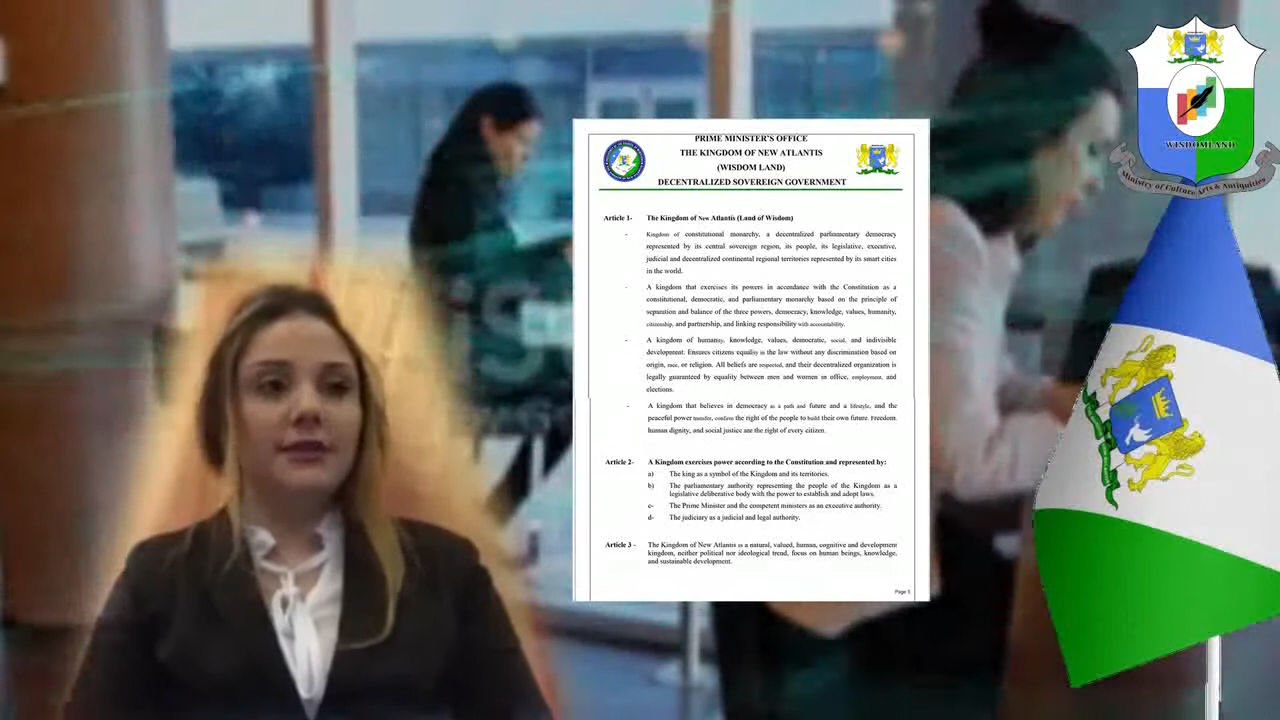 PRIME MINISTER'S OFFICE
THE KINGDOM OF NEW ATLANTIS
(WISDOM LAND)
DECENTRALIZED SOVEREIGN GOVERNMENT
Article 1- The Kingdom of New Atlantis (Land of Wisdom)
- Kingdom of constitutional monarchy, a decentralized parliamentary democracy
represented by its central sovereign region, its people, its legislative, executive,
judicial and decentralized continental regional territories represented by its smart cities
in the world.
- A kingdom that exercises its powers in accordance with the Constitution as a
constitutional, democratic, and parliamentary monarchy based on the principle of
separation and balance of the three powers, democracy, knowledge, values, humanity,
citizenship, and partnership, and linking responsibility with accountability.
- A kingdom of humanity, knowledge, values, democratic, social, and indivisible
development. Ensures citizens equality in the law without any discrimination based on
origin, race, or religion. All beliefs are respected, and their decentralized organization is
legally guaranteed by equality between men and women in office, employment, and
elections.
- A kingdom that believes in democracy as a path and future and a lifestyle, and the
peaceful power transfer, confirm the right of the people to build their own future. Freedom,
human dignity, and social justice are the right of every citizen.
Article 2- A Kingdom exercises power according to the Constitution and represented by:
a) The king as a symbol of the Kingdom and its territories.
b) The parliamentary authority representing the people of the Kingdom as a
legislative deliberative body with the power to establish and adopt laws.
c- The Prime Minister and the competent ministers as an executive authority.
d- The judiciary as a judicial and legal authority.
Article 3 - The Kingdom of New Atlantis is a natural, valued, human, cognitive and development
kingdom, neither political nor ideological trend, focus on human beings, knowledge,
and sustainable development.
Page 5
WISDOMLAND
Ministry of Culture Arts & Antiquities